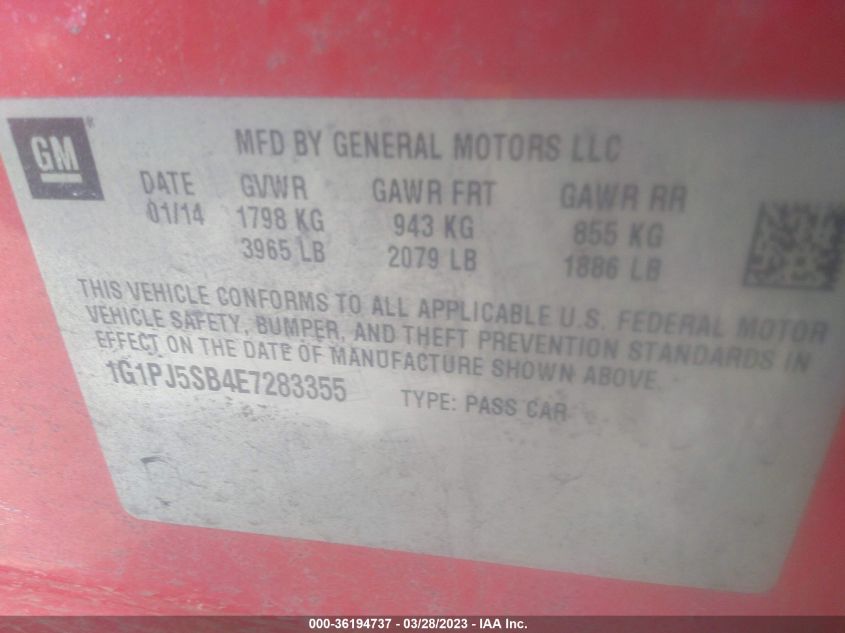 GM®
MFD BY GENERAL MOTORS LLC
DATE GVWR GAWR FRT GAWR RR
01/14 1798 KG 943 KG 855 KG
3965 LB 2079 LB 1886 LB
THIS VEHICLE CONFORMS TO ALL APPLICABLE U.S. FEDERAL MOTOR
VEHICLE SAFETY, BUMPER, AND THEFT PREVENTION STANDARDS IN
EFFECT ON THE DATE OF MANUFACTURE SHOWN ABOVE.
1G1PJ5SB4E7283355 TYPE: PASS CAR
000-36194737 - 03/28/2023 - IAA Inc.